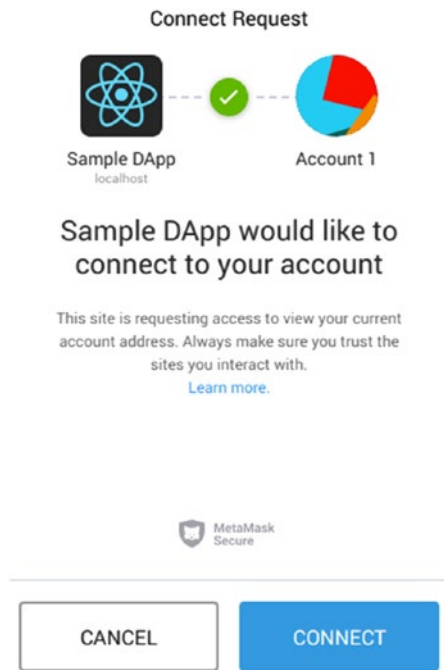 Connect Request
Sample DApp
localhost
Account 1
Sample DApp would like to
connect to your account
This site is requesting access to view your current
account address. Always make sure you trust the
sites you interact with.
Learn more.
MetaMask
Secure
CANCEL
CONNECT